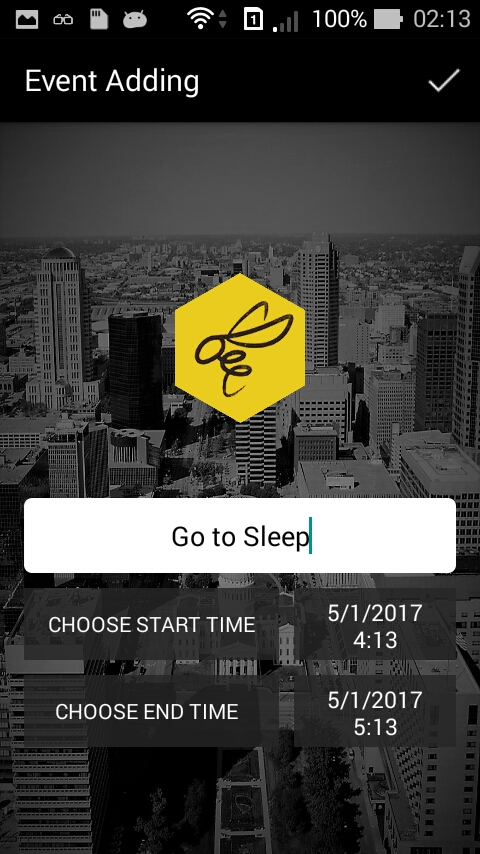 1 100% 02:13
Event Adding
Go to Sleep
CHOOSE START TIME
5/1/2017
4:13
CHOOSE END TIME
5/1/2017
5:13